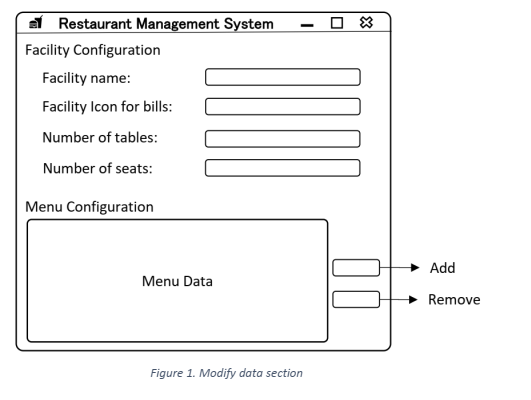 Restaurant Management System
Facility Configuration
Facility name:
Facility Icon for bills:
Number of tables:
Number of seats:
Menu Configuration
Menu Data
Add
Remove
Figure 1. Modify data section